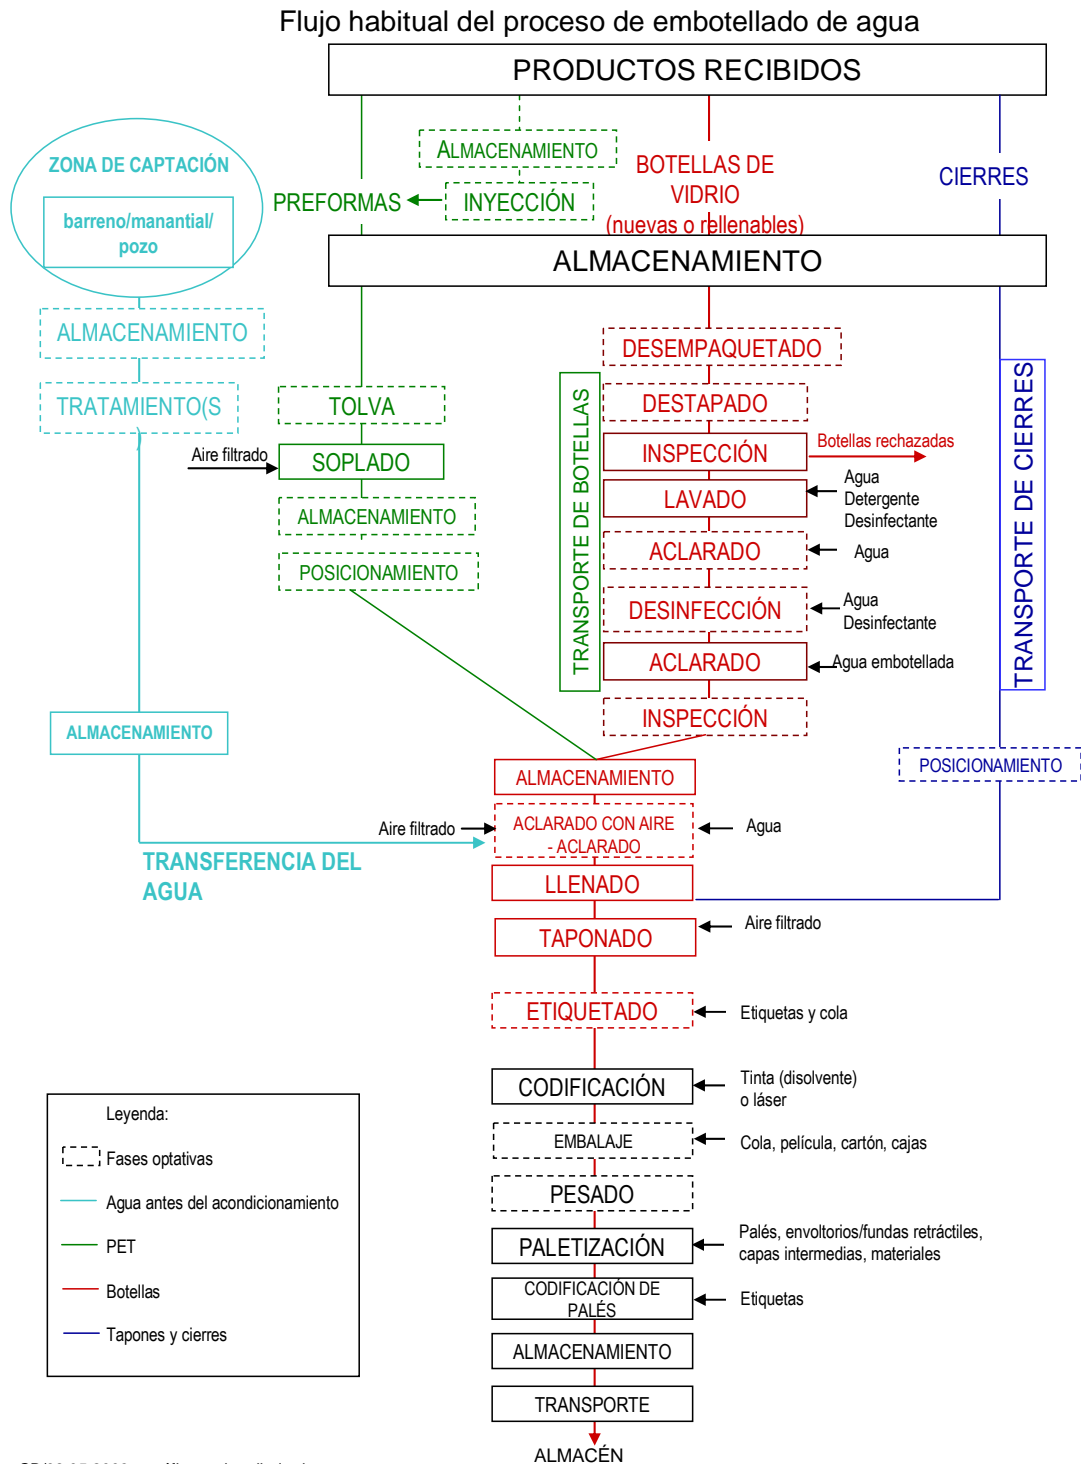 Flujo habitual del proceso de embotellado de agua
PRODUCTOS RECIBIDOS
ZONA DE CAPTACIÓN
barreno/manantial/
pozo
ALMACENAMIENTO
TRATAMIENTO(S
)
ALMACENAMIENTO
TRANSFERENCIA DEL
AGUA
ALMACENAMIENTO
INYECCIÓN
PREFORMAS
BOTELLAS DE
VIDRIO
(nuevas o rellenables)
CIERRES
ALMACENAMIENTO
TOLVA
Aire filtrado
SOPLADO
ALMACENAMIENTO
POSICIONAMIENTO
TRANSPORTE DE BOTELLAS
DESEMPAQUETADO
DESTAPADO
INSPECCIÓN
Botellas rechazadas
LAVADO
Agua
Detergente
Desinfectante
ACLARADO
Agua
DESINFECCIÓN
Agua
Desinfectante
ACLARADO
Agua embotellada
INSPECCIÓN
TRANSPORTE DE CIERRES
POSICIONAMIENTO
ALMACENAMIENTO
Aire filtrado
ACLARADO CON AIRE
- ACLARADO
Agua
LLENADO
TAPONADO
Aire filtrado
ETIQUETADO
Etiquetas y cola
CODIFICACIÓN
Tinta (disolvente)
o láser
EMBALAJE
Cola, película, cartón, cajas
PESADO
PALETIZACIÓN
Palés, envoltorios/fundas retráctiles,
capas intermedias, materiales
CODIFICACIÓN DE
PALÉS
Etiquetas
ALMACENAMIENTO
TRANSPORTE
ALMACÉN
Leyenda:
Fases optativas
Agua antes del acondicionamiento
PET
Botellas
Tapones y cierres